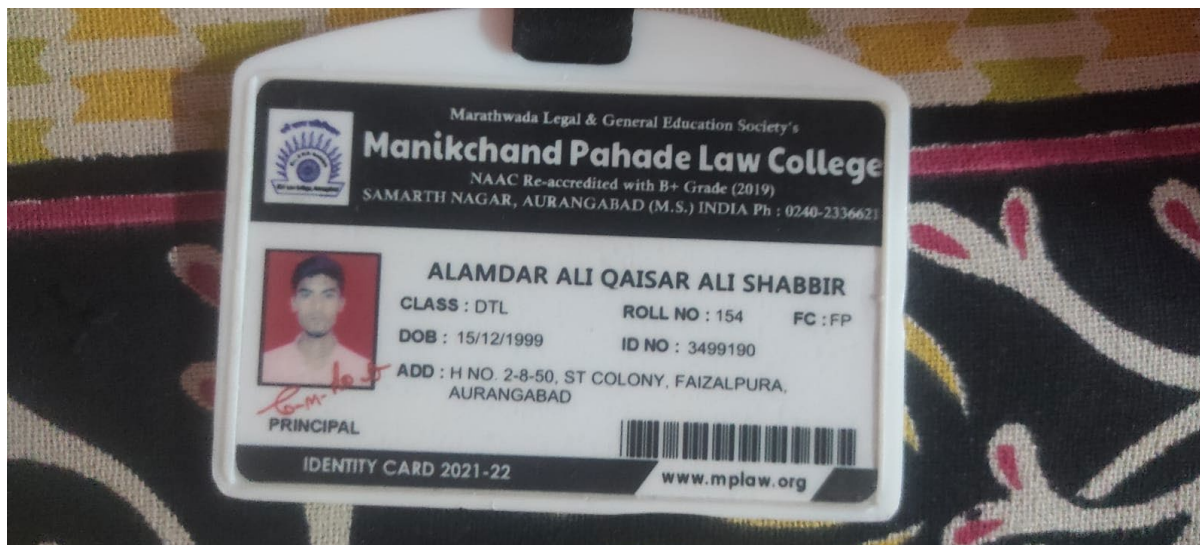 Marathwada Legal & General Education Society's
Manikchand Pahade Law College
NAAC Re-accredited with B+ Grade (2019)
SAMARTH NAGAR, AURANGABAD (M.S.) INDIA Ph : 0240-2336621
ALAMDAR ALI QAISAR ALI SHABBIR
CLASS : DTL ROLL NO : 154 FC : FP
DOB : 15/12/1999 ID NO : 3499190
ADD : H NO. 2-8-50, ST COLONY, FAIZALPURA,
AURANGABAD
PRINCIPAL
IDENTITY CARD 2021-22
www.mplaw.org